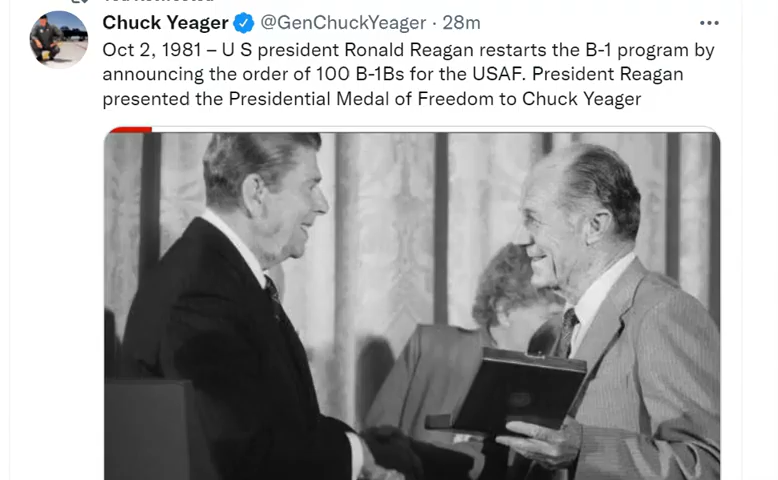 Chuck Yeager @GenChuckYeager · 28m
Oct 2, 1981 – U S president Ronald Reagan restarts the B-1 program by
announcing the order of 100 B-1Bs for the USAF. President Reagan
presented the Presidential Medal of Freedom to Chuck Yeager